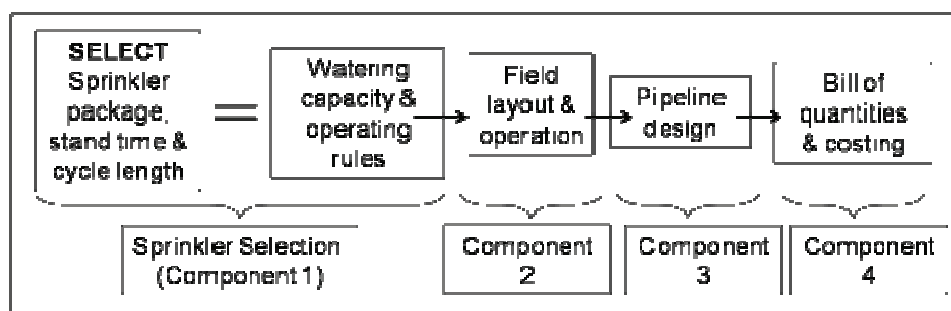 SELECT
Sprinkler
package,
stand time &
cycle length
=
Watering
capacity &
operating
rules
Field
layout &
operation
Pipeline
design
Bill of
quantities
& costing
Sprinkler Selection
(Component 1)
Component
2
Component
3
Component
4